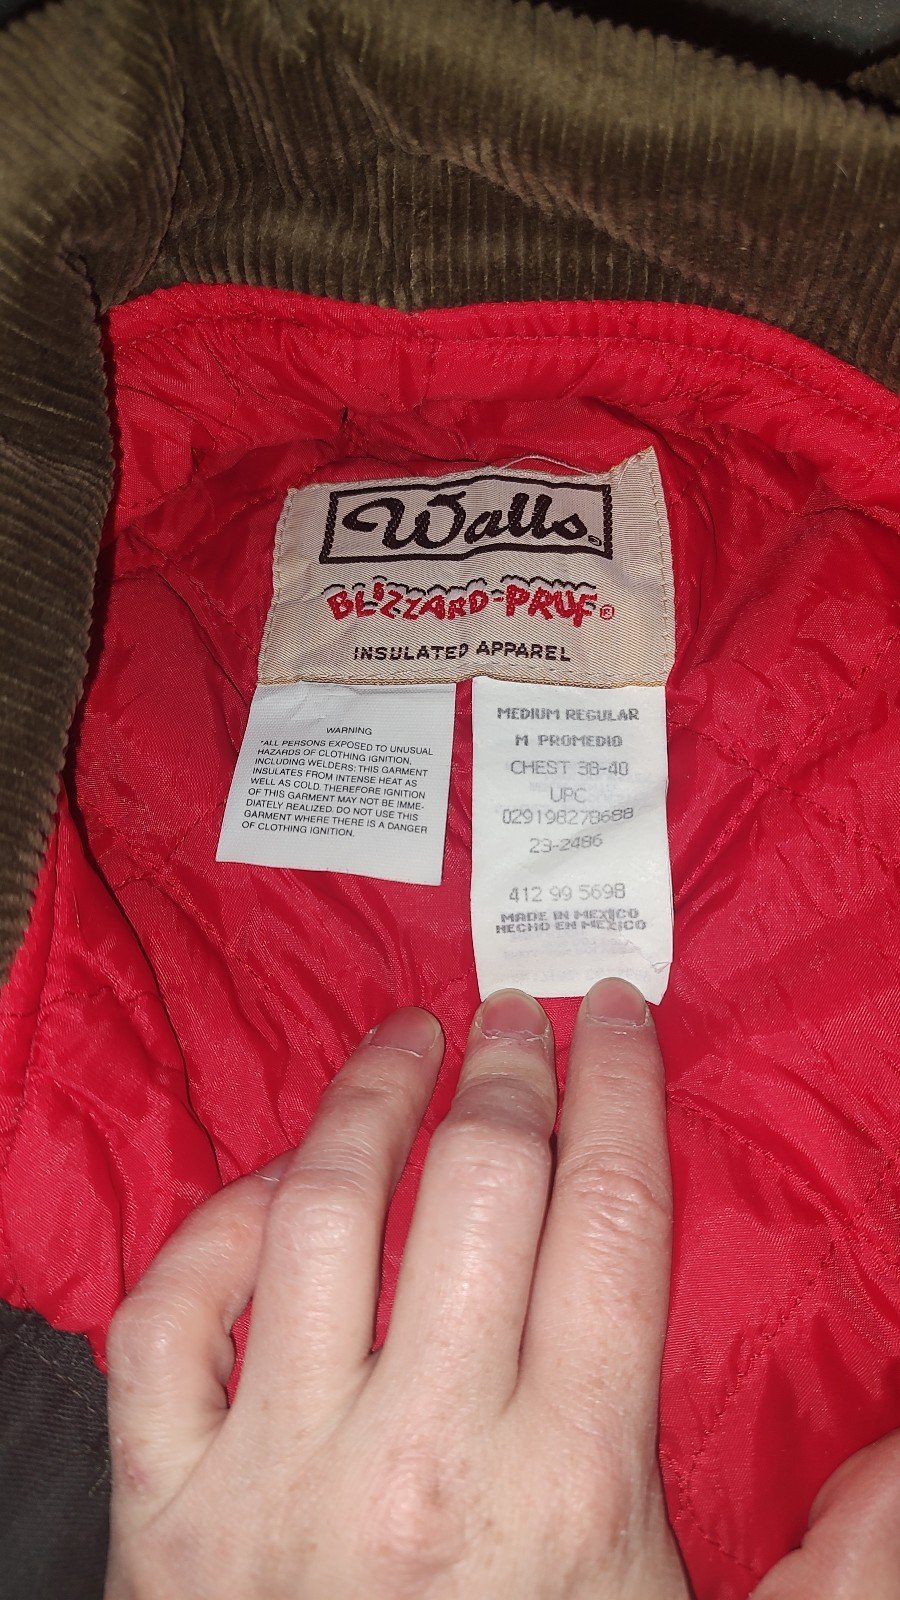 Walls®
BLIZZARD-PRUF®
INSULATED APPAREL
WARNING
"ALL PERSONS EXPOSED TO UNUSUAL
HAZARDS OF CLOTHING IGNITION,
INCLUDING WELDERS: THIS GARMENT
INSULATES FROM INTENSE HEAT AS
WELL AS COLD. THEREFORE IGNITION
OF THIS GARMENT MAY NOT BE IMME-
DIATELY REALIZED. DO NOT USE THIS
GARMENT WHERE THERE IS A DANGER
OF CLOTHING IGNITION.
MEDIUM REGULAR
M PROMEDIO
CHEST 38-40
UPC
029198278688
23-2486
412 99 5698
MADE IN MEXICO
HECHO EN MEXICO